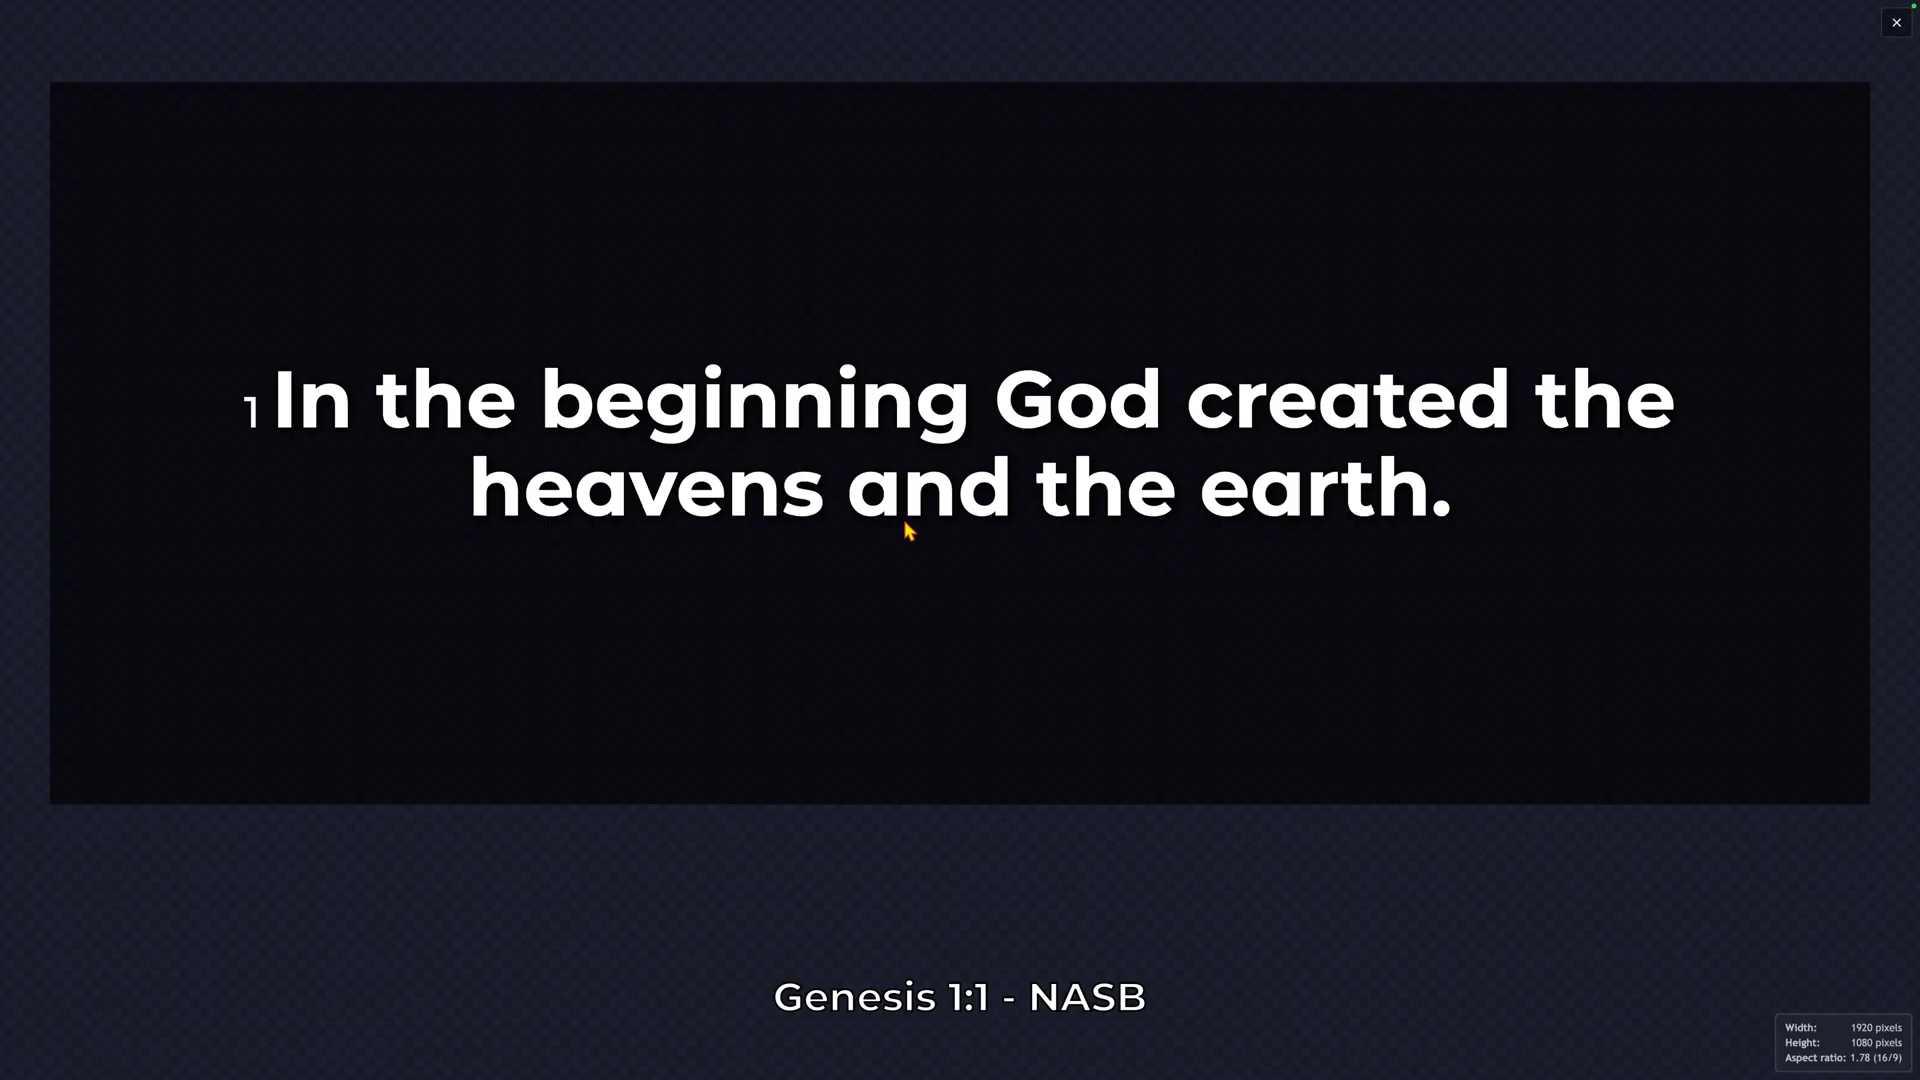 1 In the beginning God created the
heavens and the earth.
Genesis 1:1 - NASB
Width: 1920 pixels
Height: 1080 pixels
Aspect ratio: 1.78 (16/9)